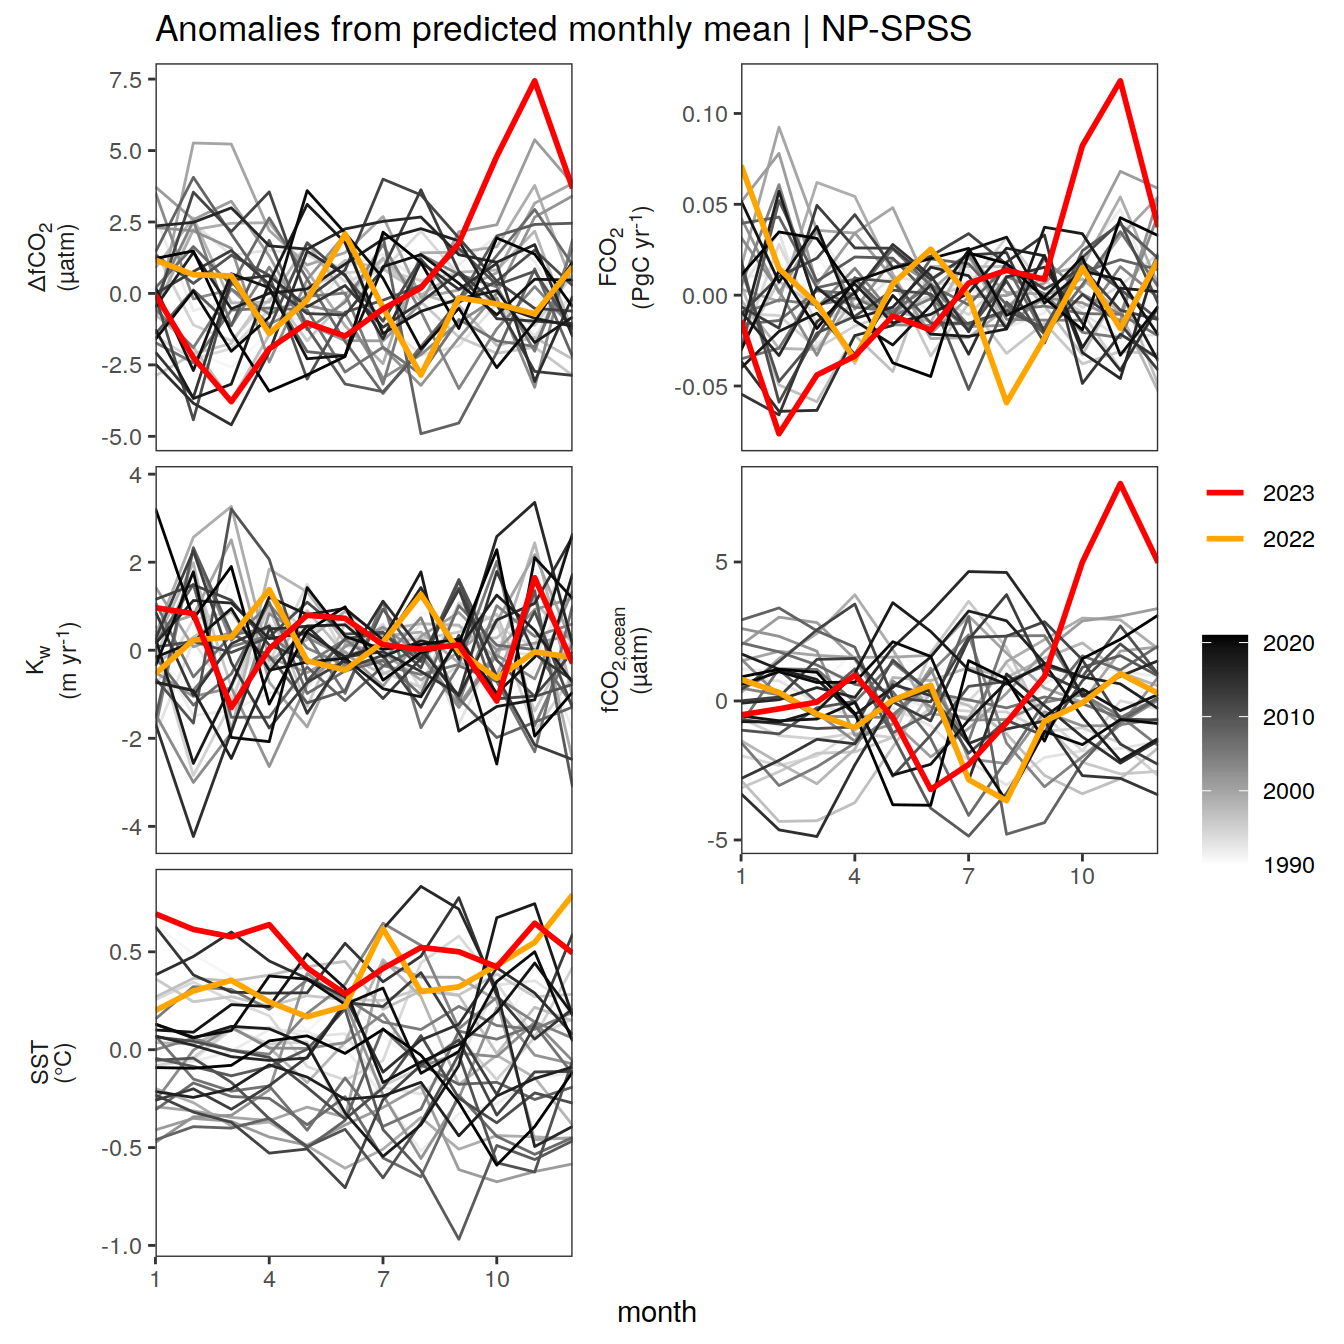 Anomalies from predicted monthly mean | NP-SPSS
ΔfCO₂
(µatm)
7.5
5.0
2.5
0.0
-2.5
-5.0
FCO₂
(PgC yr⁻¹)
0.10
0.05
0.00
-0.05
K_w
(m yr⁻¹)
4
2
0
-2
-4
fCO₂,ocean
(µatm)
5
0
-5
1 4 7 10
SST
(°C)
0.5
0.0
-0.5
-1.0
1 4 7 10
month
2023
2022
2020
2010
2000
1990